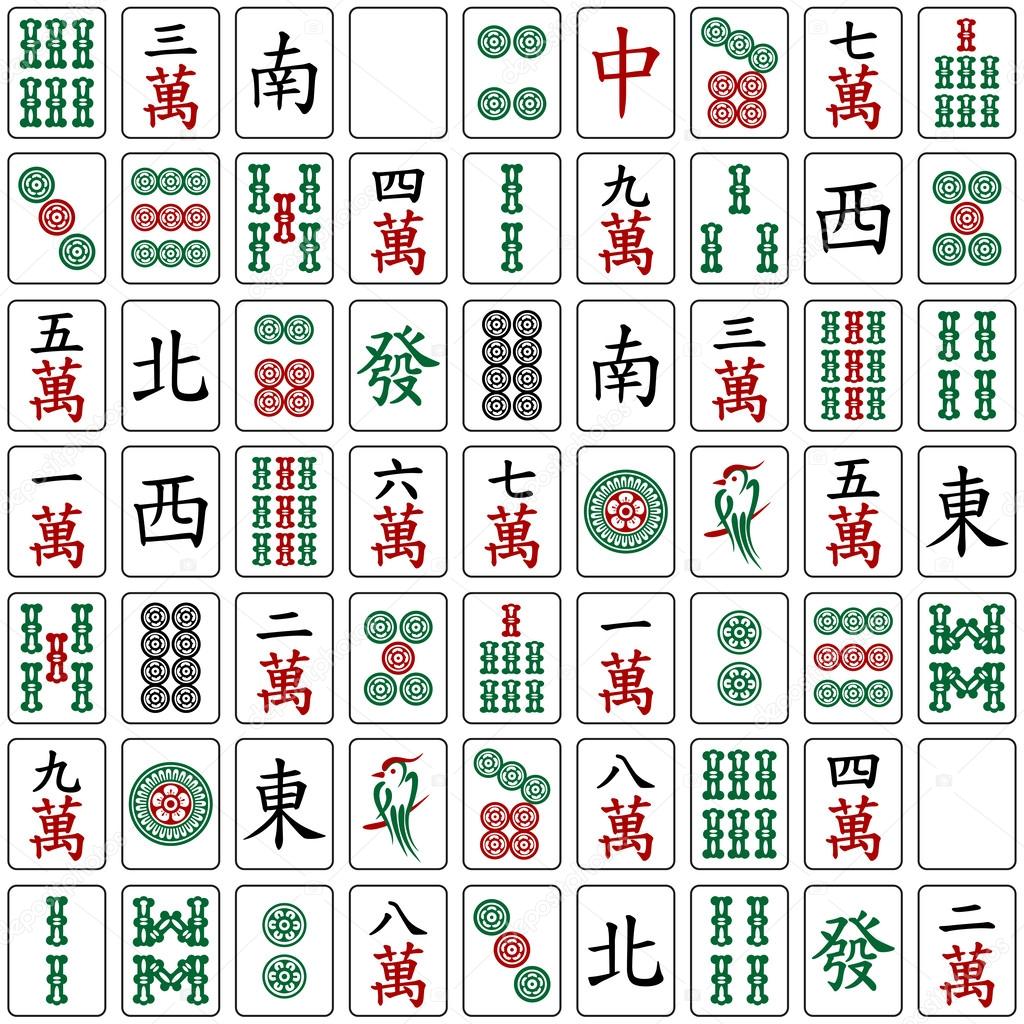 三萬 南 中 七萬
四萬 九萬 西
五萬 北 發 南 三萬
一萬 西 六萬 七萬 五萬 東
二萬 一萬
九萬 東 八萬 四萬
八萬 北 發 二萬